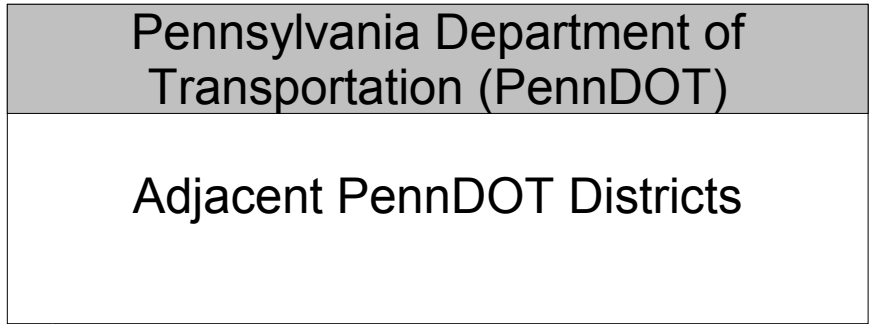 Pennsylvania Department of
Transportation (PennDOT)
Adjacent PennDOT Districts